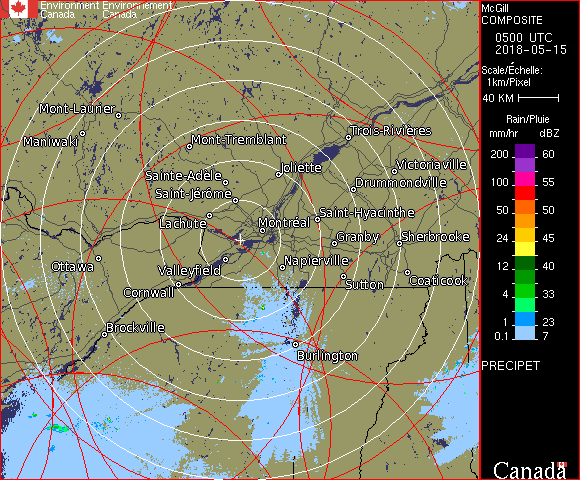 Environment Environnement
Canada Canada
McGill
COMPOSITE
0500 UTC
2018-05-15
Scale/Échelle:
1km/Pixel
40 KM
Rain/Pluie
mm/hr dBZ
200 60
100 55
50 50
24 45
12 40
4 33
1 23
0.1 7
PRECIPET
Canada
Mont-Laurier
Maniwaki
Mont-Tremblant
Trois-Rivières
Joliette
Victoriaville
Sainte-Adèle
Drummondville
Saint-Jérôme
Saint-Hyacinthe
Lachute
Montréal
Granby
Sherbrooke
Ottawa
Valleyfield
Napierville
Cornwall
Sutton
Coaticook
Brockville
Burlington